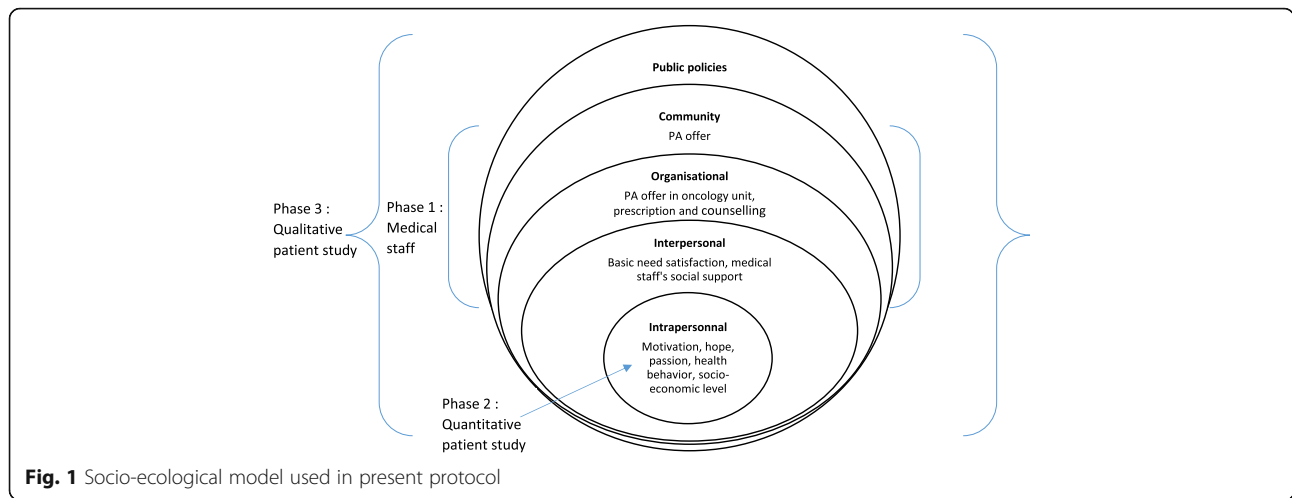 Public policies
Community
PA offer
Organisational
PA offer in oncology unit,
prescription and counselling
Interpersonal
Basic need satisfaction, medical
staff's social support
Intrapersonnal
Motivation, hope,
passion, health
behavior, socio-
economic level
Phase 3 :
Qualitative
patient study
Phase 1 :
Medical
staff
Phase 2 :
Quantitative
patient study
Fig. 1 Socio-ecological model used in present protocol